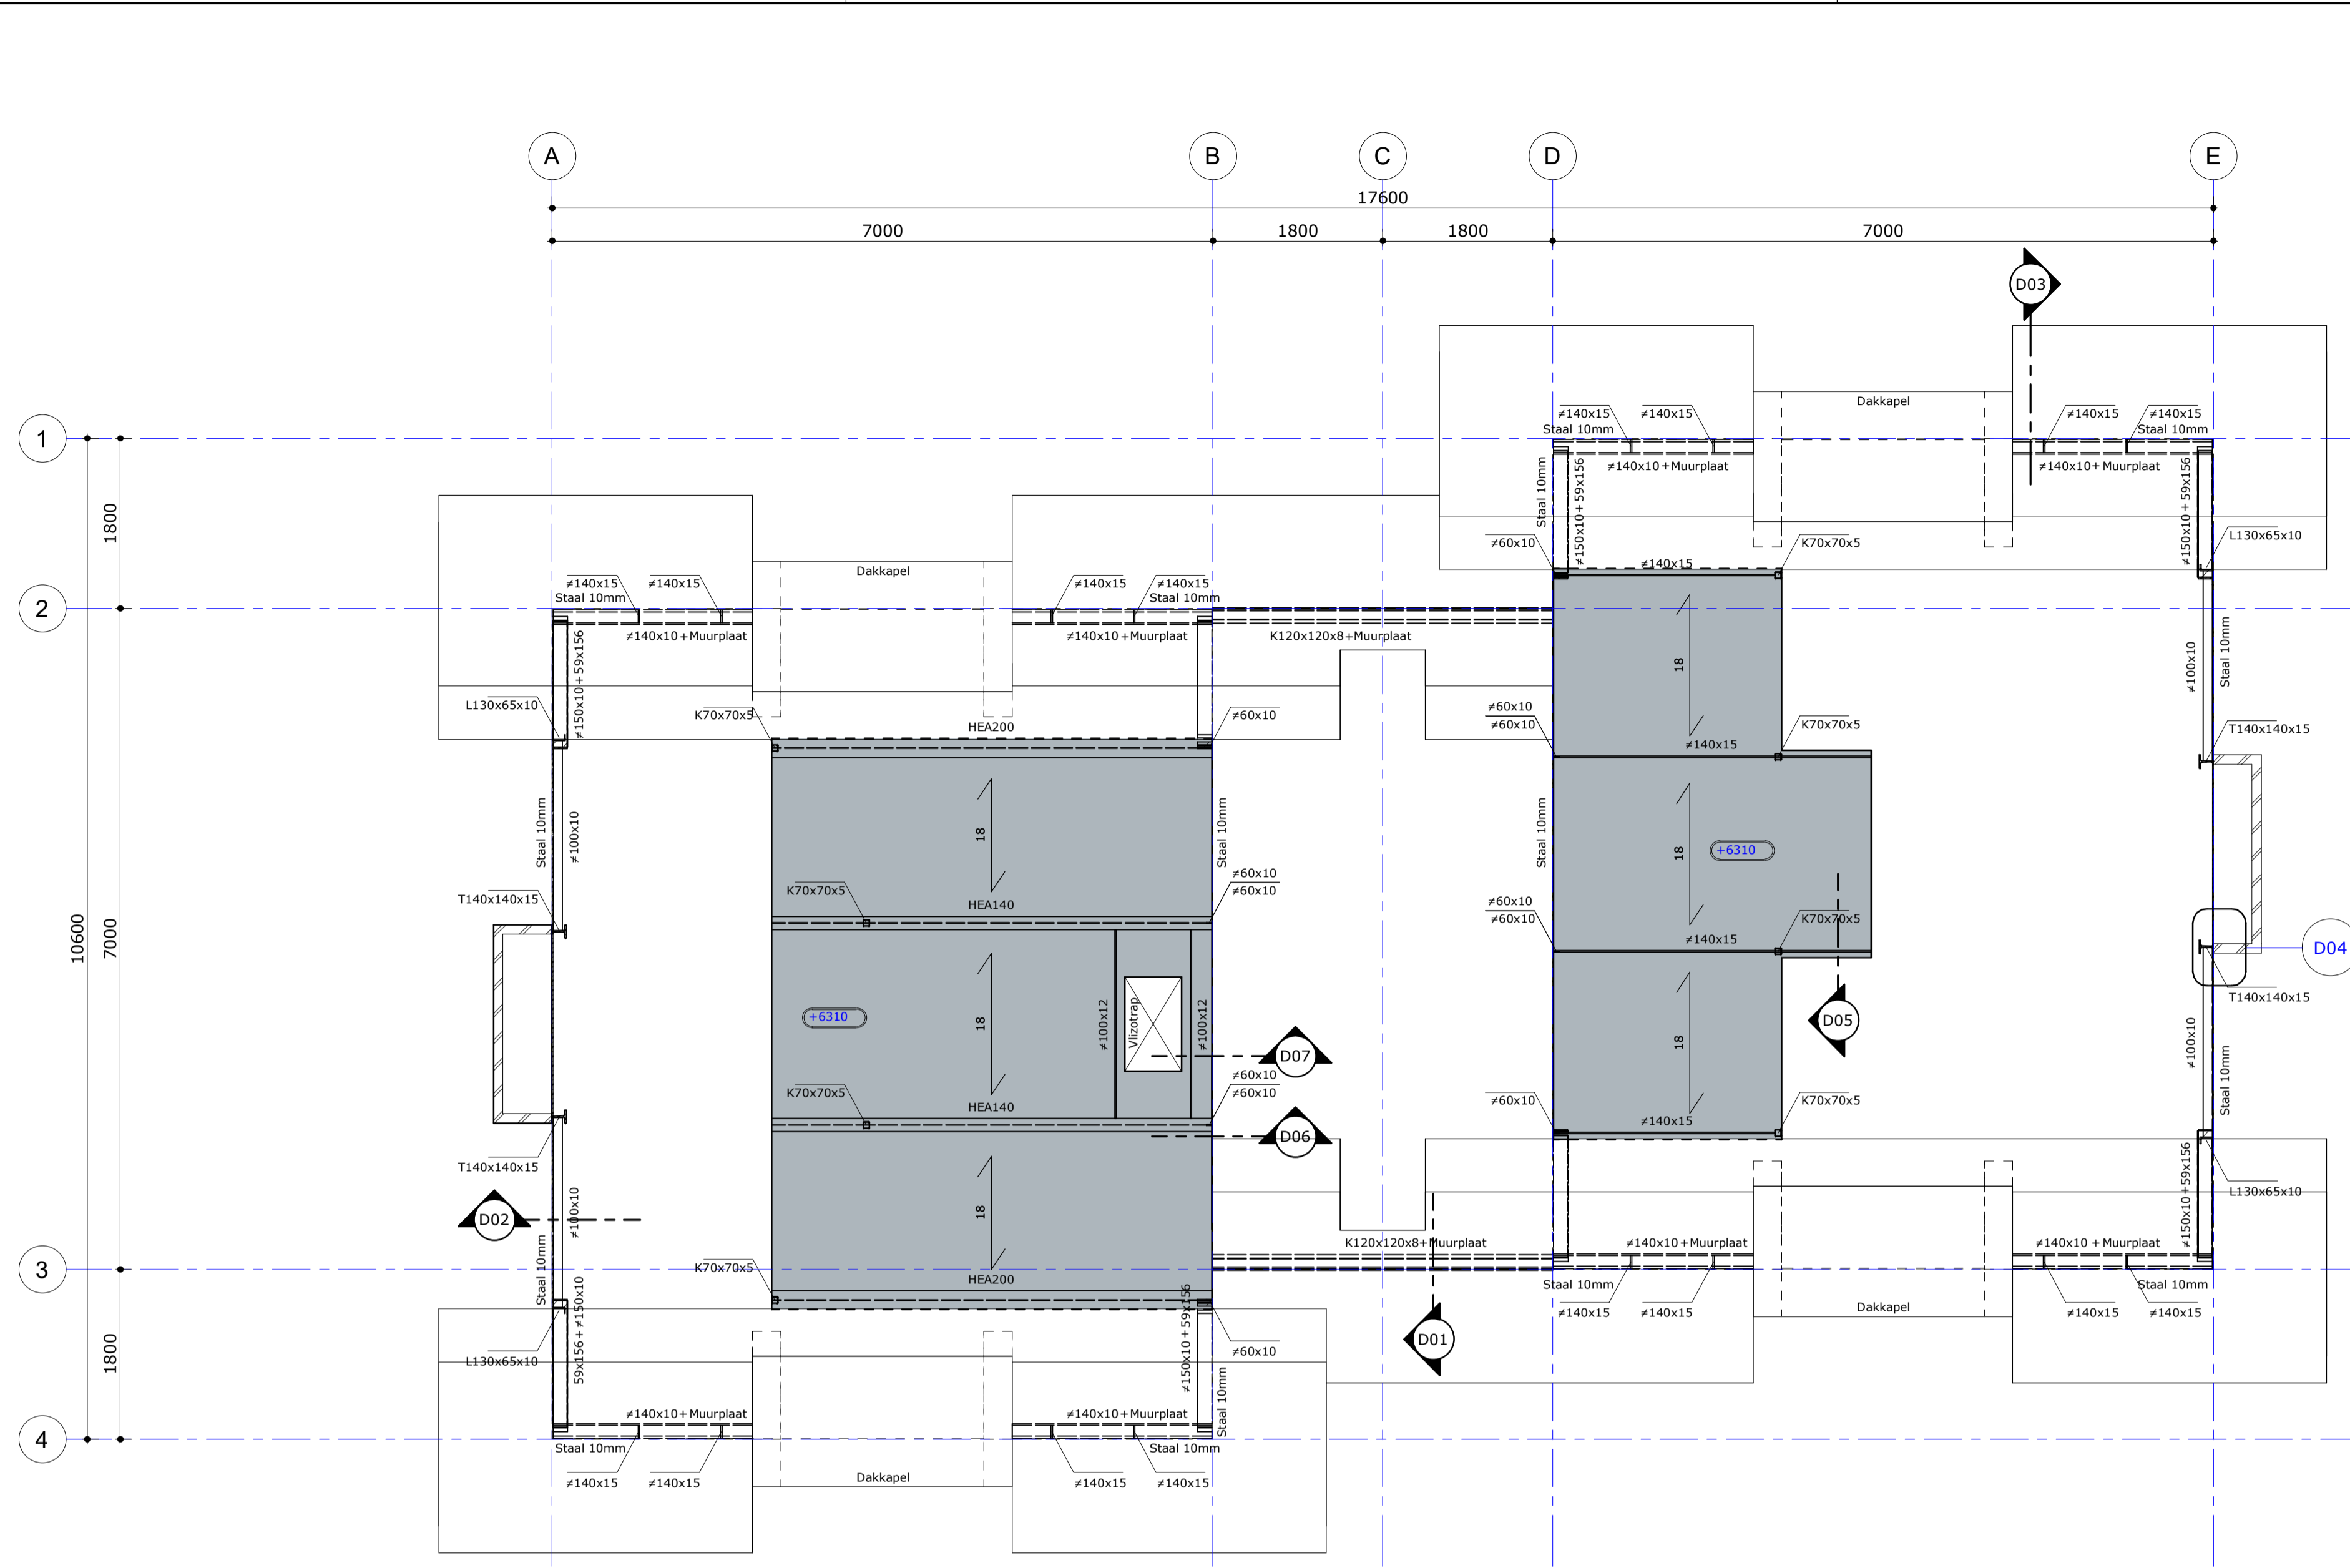 A
B
C
D
E
17600
7000
1800
1800
7000
D03
Dakkapel
≠140x15
≠140x15
≠140x15
≠140x15
Staal 10mm
Staal 10mm
1
≠140x10+Muurplaat
≠140x10+Muurplaat
Staal 10mm
≠150x10+59x156
≠150x10+59x156
1800
≠60x10
K70x70x5
L130x65x10
≠140x15
Dakkapel
≠140x15
≠140x15
≠140x15
≠140x15
Staal 10mm
Staal 10mm
2
≠140x10+Muurplaat
≠140x10+Muurplaat
K120x120x8+Muurplaat
≠150x10+59x156
18
≠100x10
Staal 10mm
L130x65x10
K70x70x5
≠60x10
≠60x10
≠60x10
HEA200
K70x70x5
T140x140x15
≠140x15
Staal 10mm
≠100x10
18
Staal 10mm
Staal 10mm
18
+6310
K70x70x5
≠60x10
≠60x10
T140x140x15
HEA140
≠60x10
≠60x10
K70x70x5
≠140x15
10600
7000
D04
T140x140x15
+6310
18
≠100x12
Vlizotrap
≠100x12
D05
18
≠100x10
Staal 10mm
D07
≠60x10
≠60x10
K70x70x5
HEA140
≠60x10
K70x70x5
≠140x15
D06
T140x140x15
D02
≠100x10
18
≠150x10+59x156
L130x65x10
K120x120x8+Muurplaat
≠140x10+Muurplaat
≠140x10+Muurplaat
3
K70x70x5
HEA200
Staal 10mm
Staal 10mm
Staal 10mm
≠140x15
≠140x15
Dakkapel
≠140x15
≠140x15
1800
L130x65x10
59x156+≠150x10
≠150x10+59x156
≠60x10
D01
Staal 10mm
≠140x10+Muurplaat
≠140x10+Muurplaat
4
Staal 10mm
Staal 10mm
≠140x15
≠140x15
Dakkapel
≠140x15
≠140x15